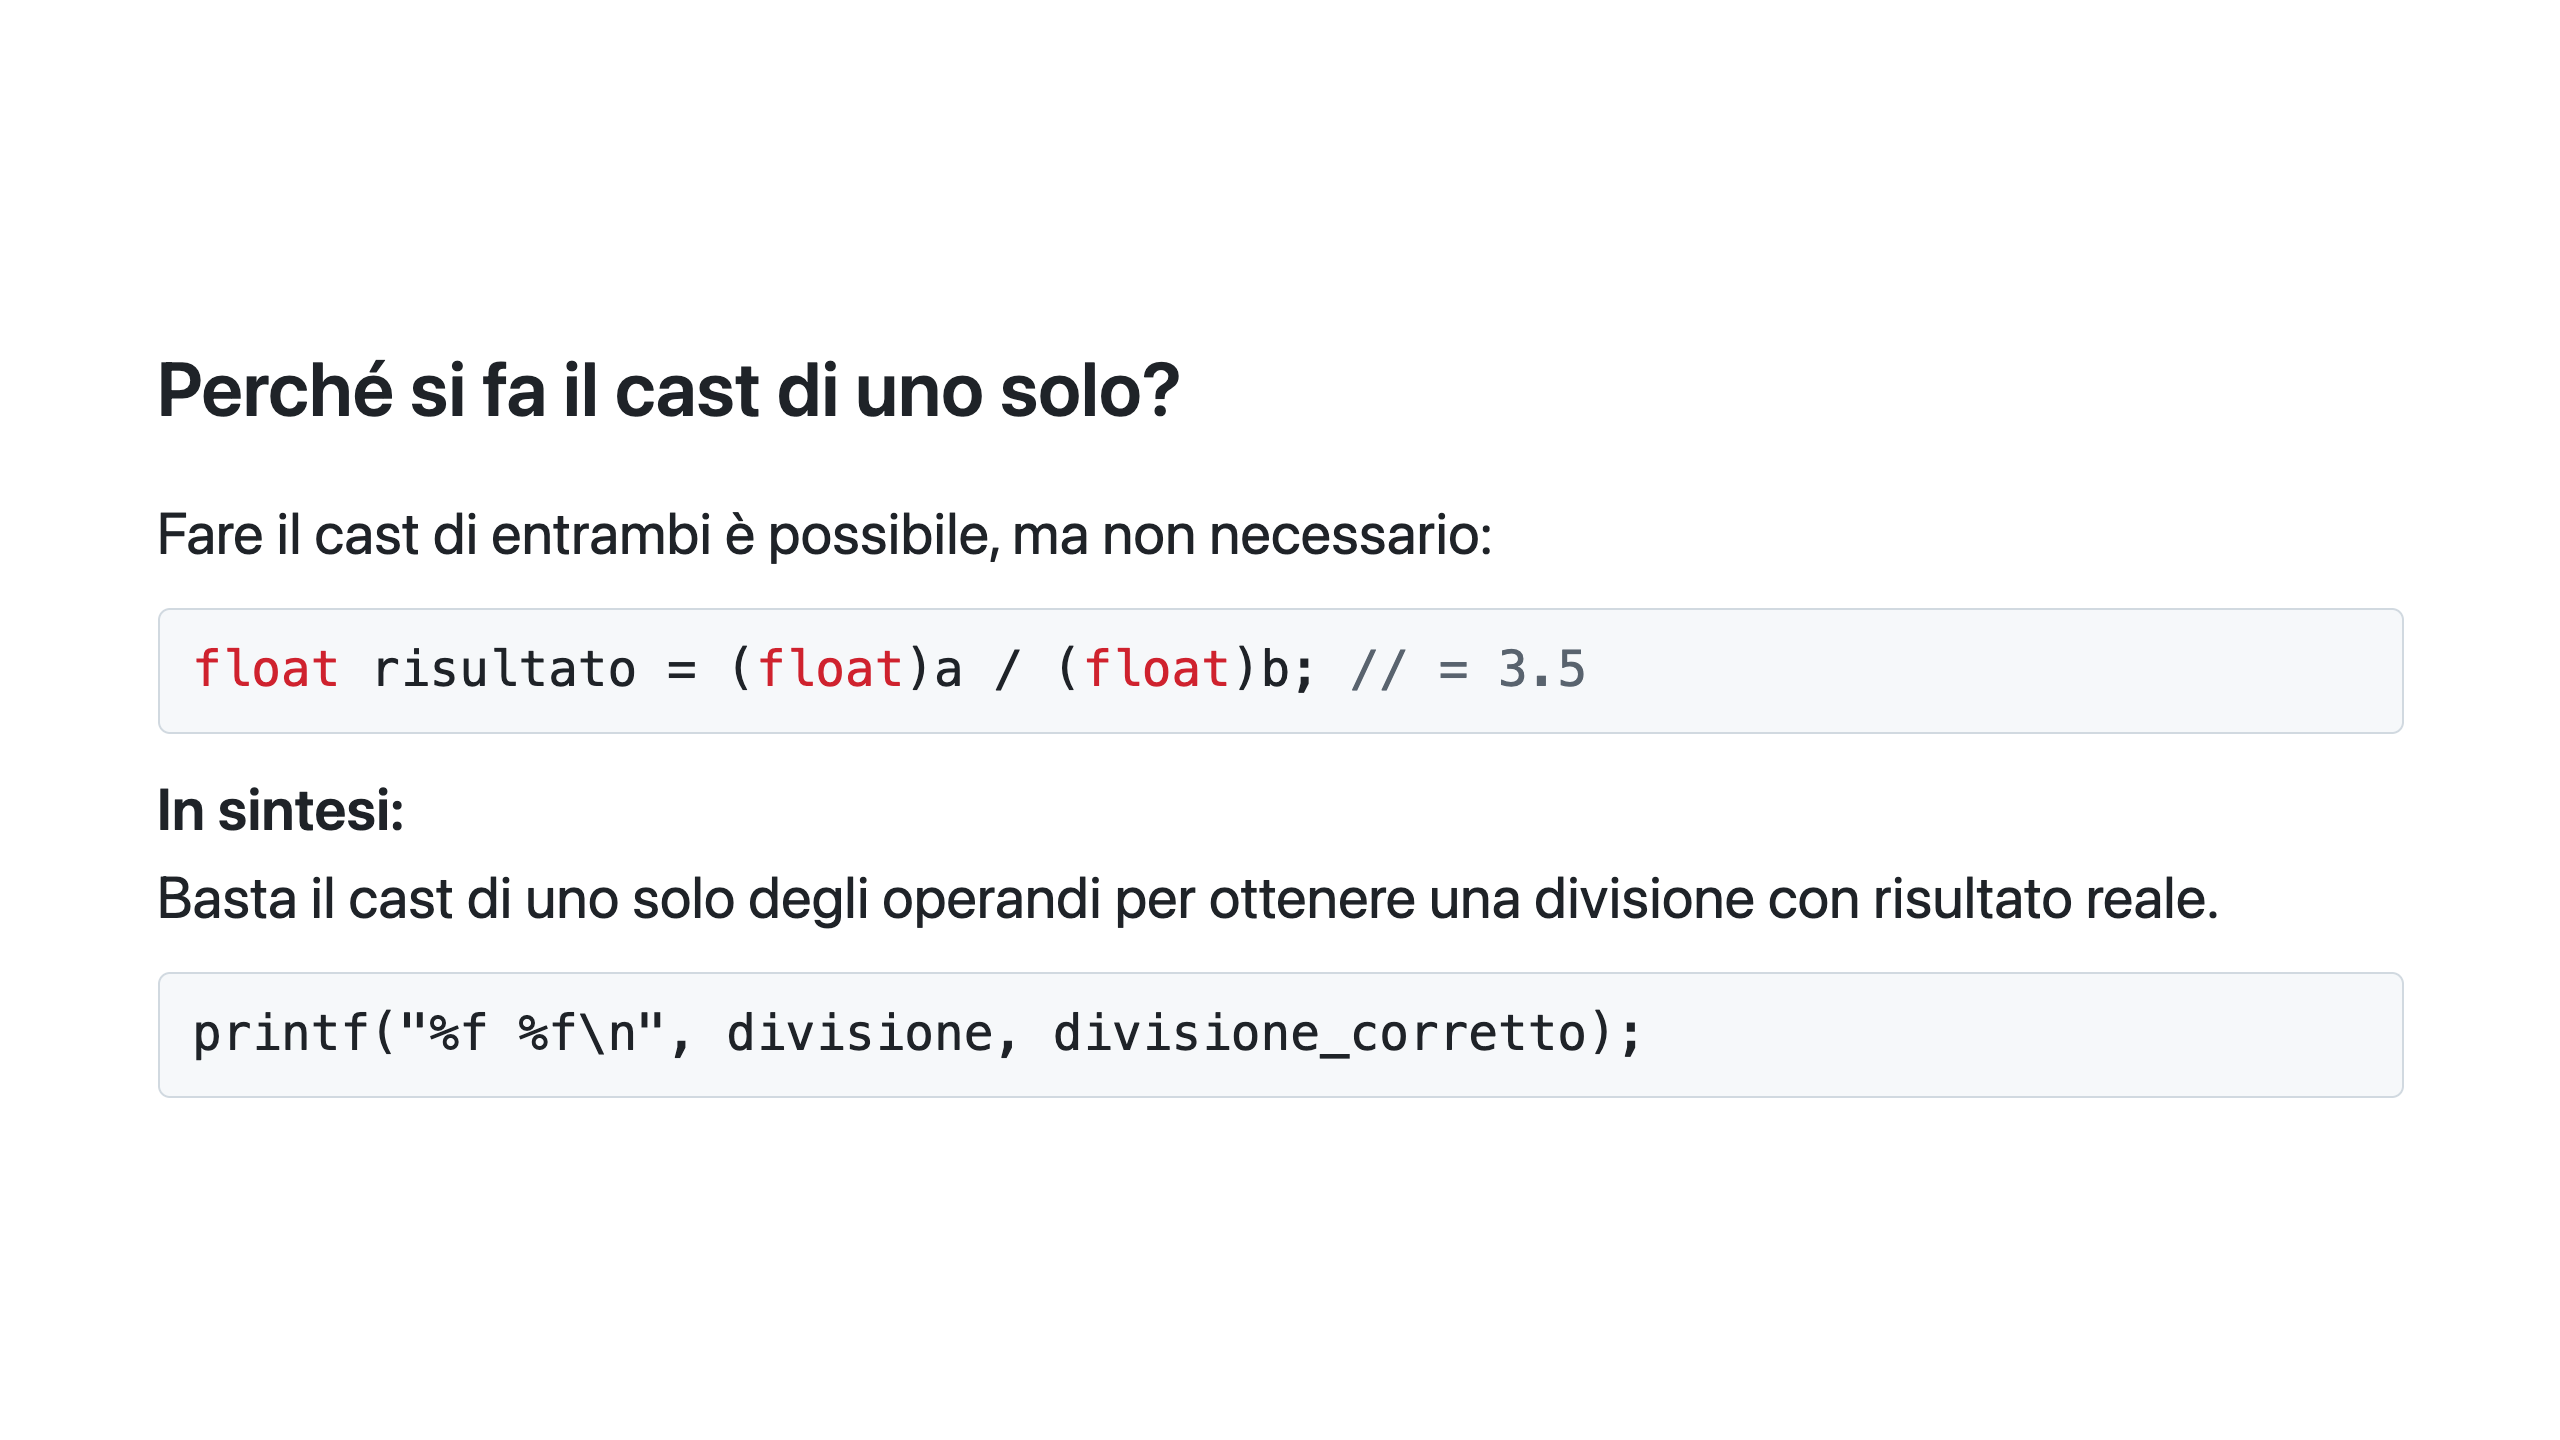 Perché si fa il cast di uno solo?
Fare il cast di entrambi è possibile, ma non necessario:
float risultato = (float)a / (float)b; // = 3.5
In sintesi:
Basta il cast di uno solo degli operandi per ottenere una divisione con risultato reale.
printf("%f %f\n", divisione, divisione_corretto);